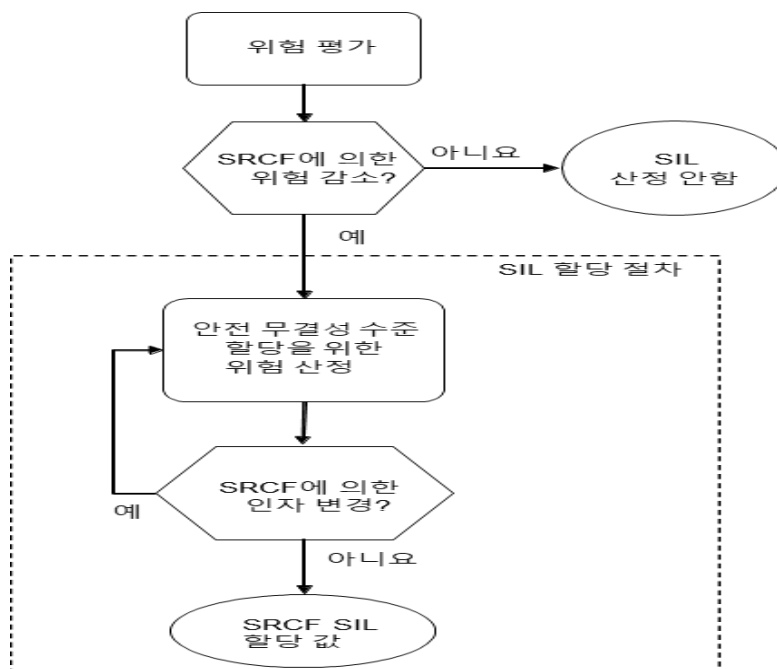 위험 평가
SRCF에 의한
위험 감소?
아니요
SIL
산정 안함
예
SIL 할당 절차
안전 무결성 수준
할당을 위한
위험 산정
SRCF에 의한
인자 변경?
예
아니요
SRCF SIL
할당 값